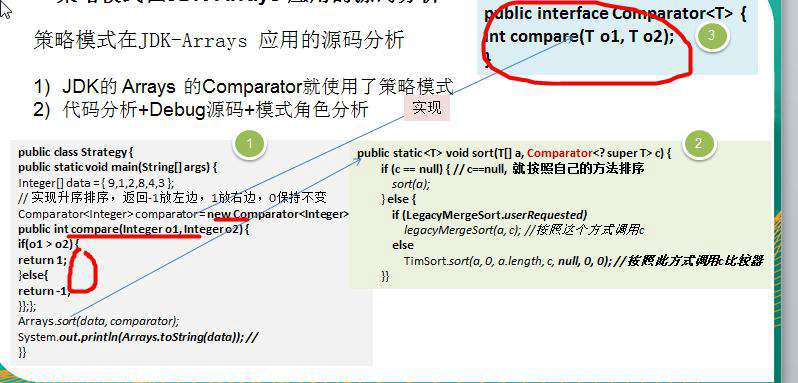 策略模式在JDK-Arrays 应用的源码分析
1) JDK的 Arrays 的Comparator就使用了策略模式
2) 代码分析+Debug源码+模式角色分析
实现
public interface Comparator<T> {
int compare(T o1, T o2);
}
3
1
public class Strategy {
public static void main(String[] args) {
Integer[] data = { 9,1,2,8,4,3 };
// 实现升序排序，返回-1放左边，1放右边，0保持不变
Comparator<Integer> comparator = new Comparator<Integer>
public int compare(Integer o1, Integer o2) {
if(o1 > o2) {
return 1;
}else{
return -1;
}};};
Arrays.sort(data, comparator);
System.out.println(Arrays.toString(data)); //
}}
2
public static <T> void sort(T[] a, Comparator<? super T> c) {
if (c == null) { // c==null, 就按照自己的方法排序
sort(a);
} else {
if (LegacyMergeSort.userRequested)
legacyMergeSort(a, c); //按照这个方式调用c
else
TimSort.sort(a, 0, a.length, c, null, 0, 0); //按照此方式调用c比较器
}}